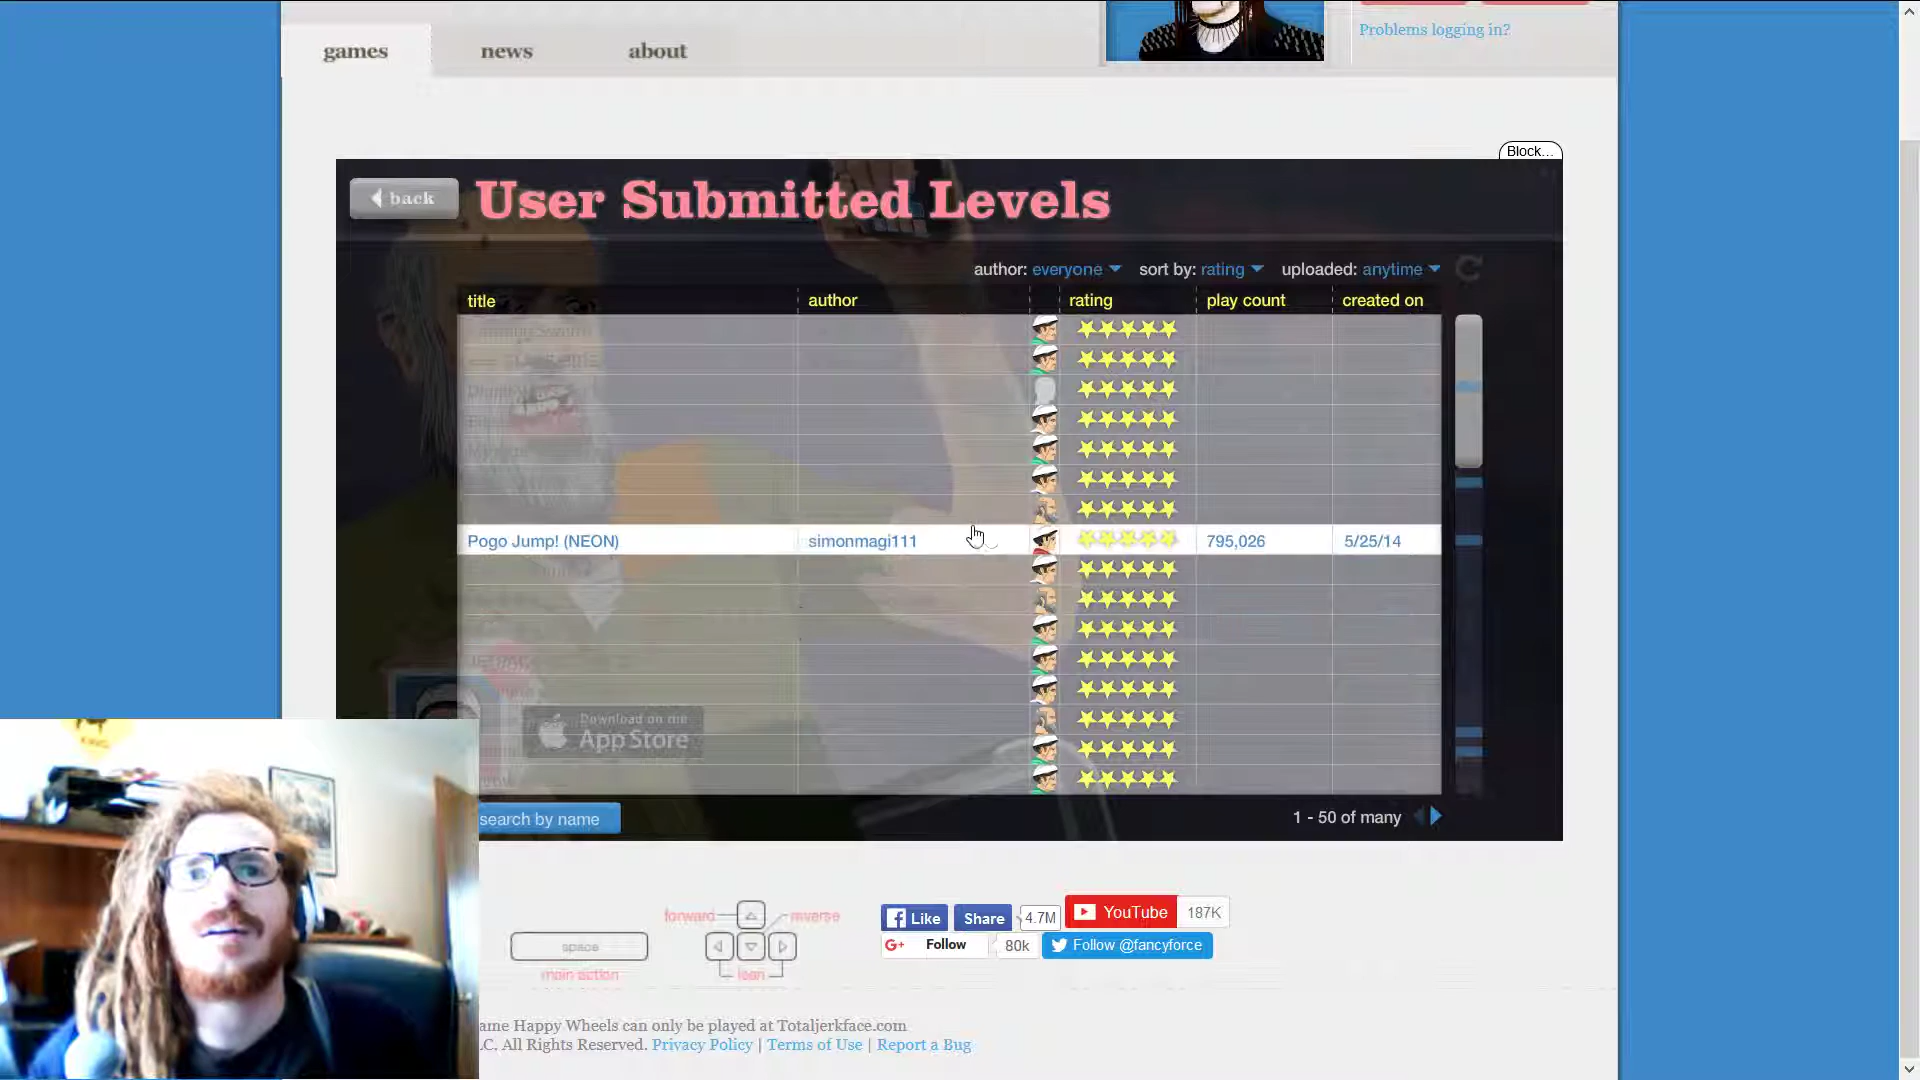 games
news
about
Problems logging in?
Block...
back
User Submitted Levels
author: everyone
sort by: rating
uploaded: anytime
title
author
rating
play count
created on
Pogo Jump! (NEON)
simonmagi111
795,026
5/25/14
Download on the
App Store
search by name
1 - 50 of many
KING
space
main action
forward
reverse
lean
Like
Share
4.7M
YouTube
187K
G+
Follow
80k
Follow @fancyforce
ame Happy Wheels can only be played at Totaljerkface.com
.C. All Rights Reserved. Privacy Policy | Terms of Use | Report a Bug